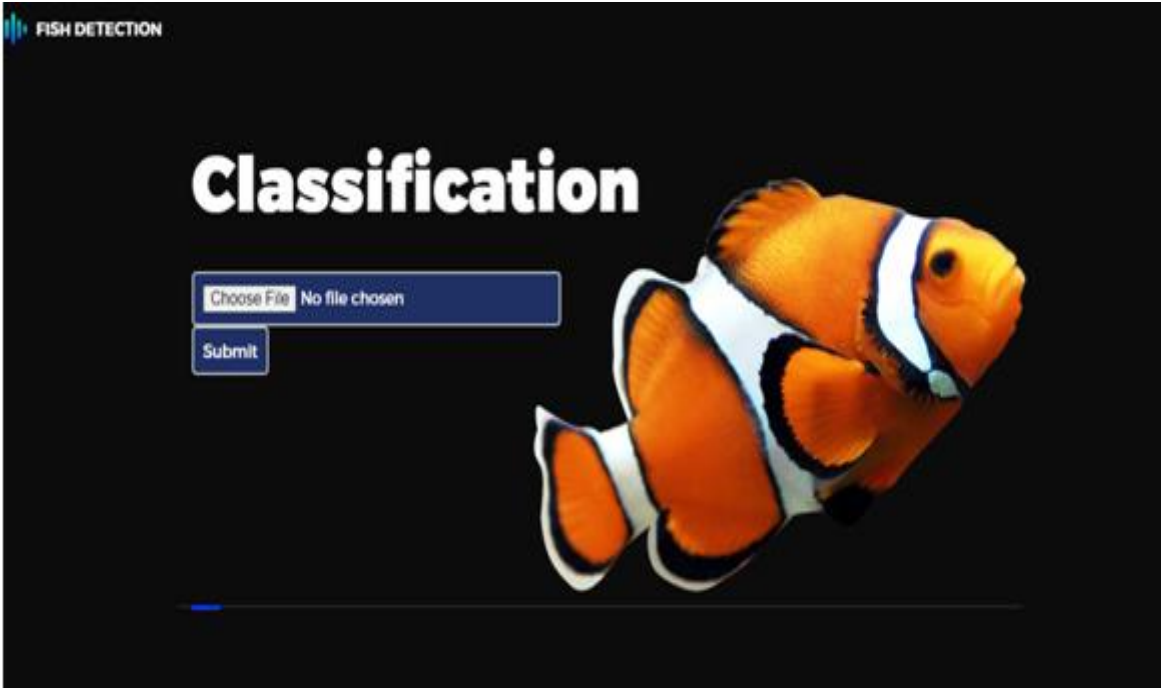 FISH DETECTION
Classification
Choose File No file chosen
Submit